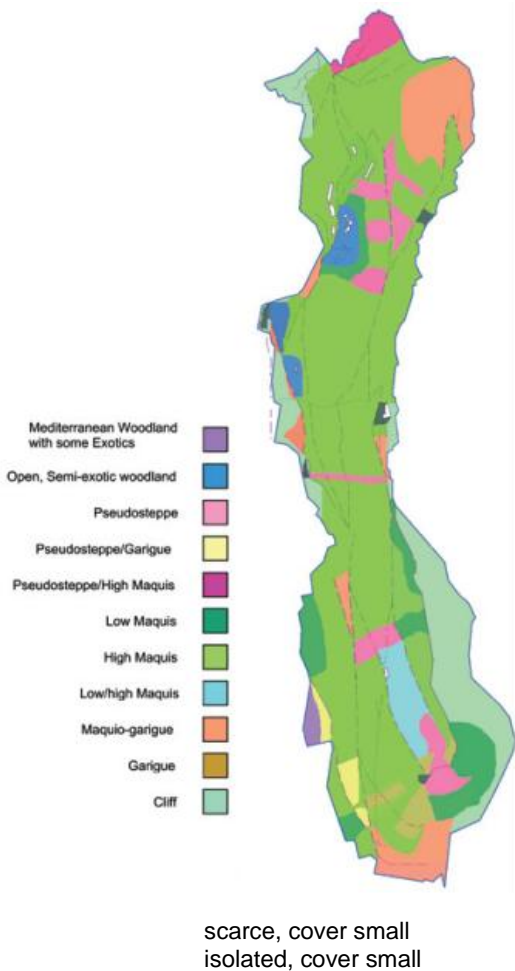 Mediterranean Woodland
with some Exotics
Open, Semi-exotic woodland
Pseudosteppe
Pseudosteppe/Garigue
Pseudosteppe/High Maquis
Low Maquis
High Maquis
Low/high Maquis
Maquio-garigue
Garigue
Cliff
scarce, cover small
isolated, cover small